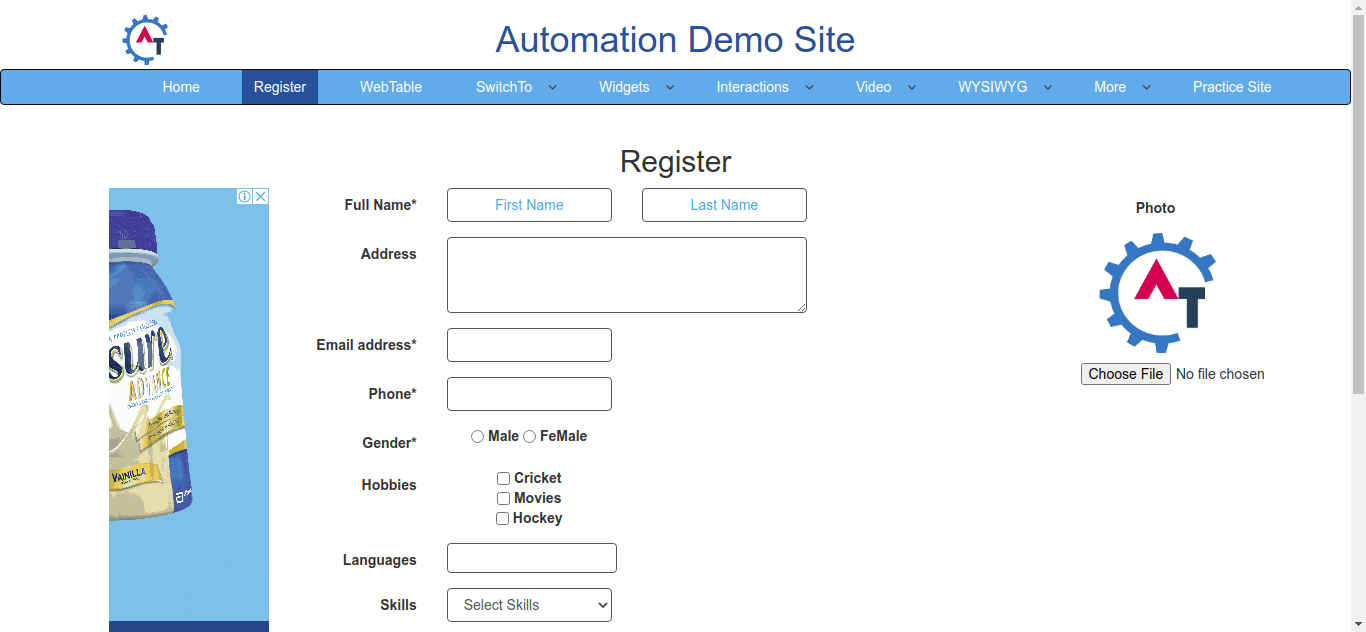 AT
Automation Demo Site
Home Register WebTable SwitchTo Widgets Interactions Video WYSIWYG More Practice Site
Register
Full Name* First Name Last Name
Photo
Address
AT
Email address*
Choose File No file chosen
Phone*
Gender* Male FeMale
Hobbies Cricket
Movies
Hockey
Languages
Skills Select Skills
sure
ADVANCE
VAINILLA